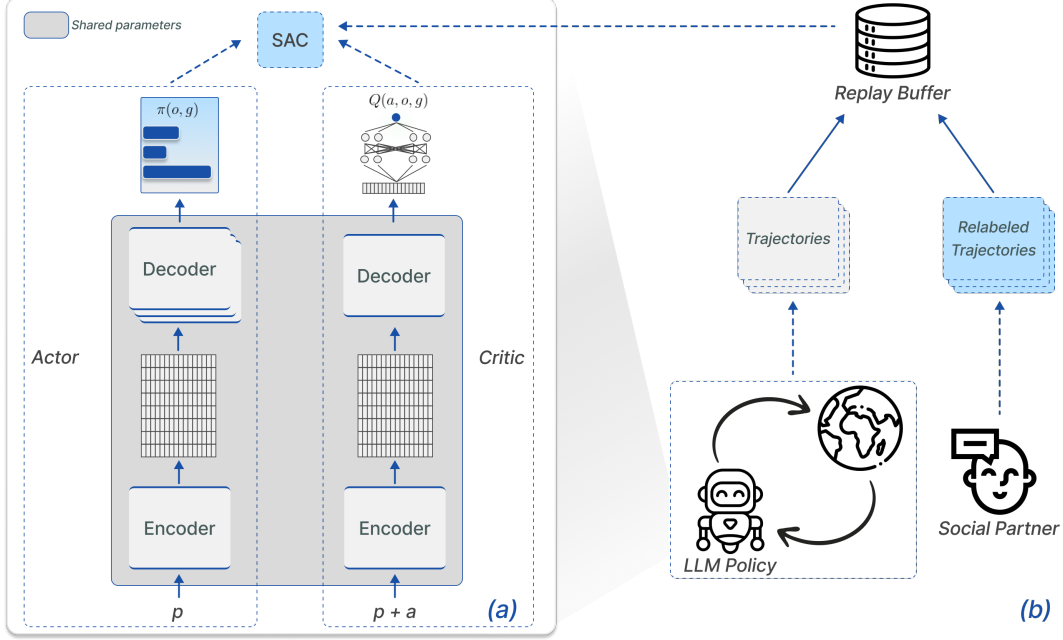 Shared parameters
SAC
π(o, g)
Q(a, o, g)
Decoder
Decoder
Actor
Critic
Encoder
Encoder
p
p + a
(a)
Replay Buffer
Trajectories
Relabeled
Trajectories
LLM Policy
Social Partner
(b)